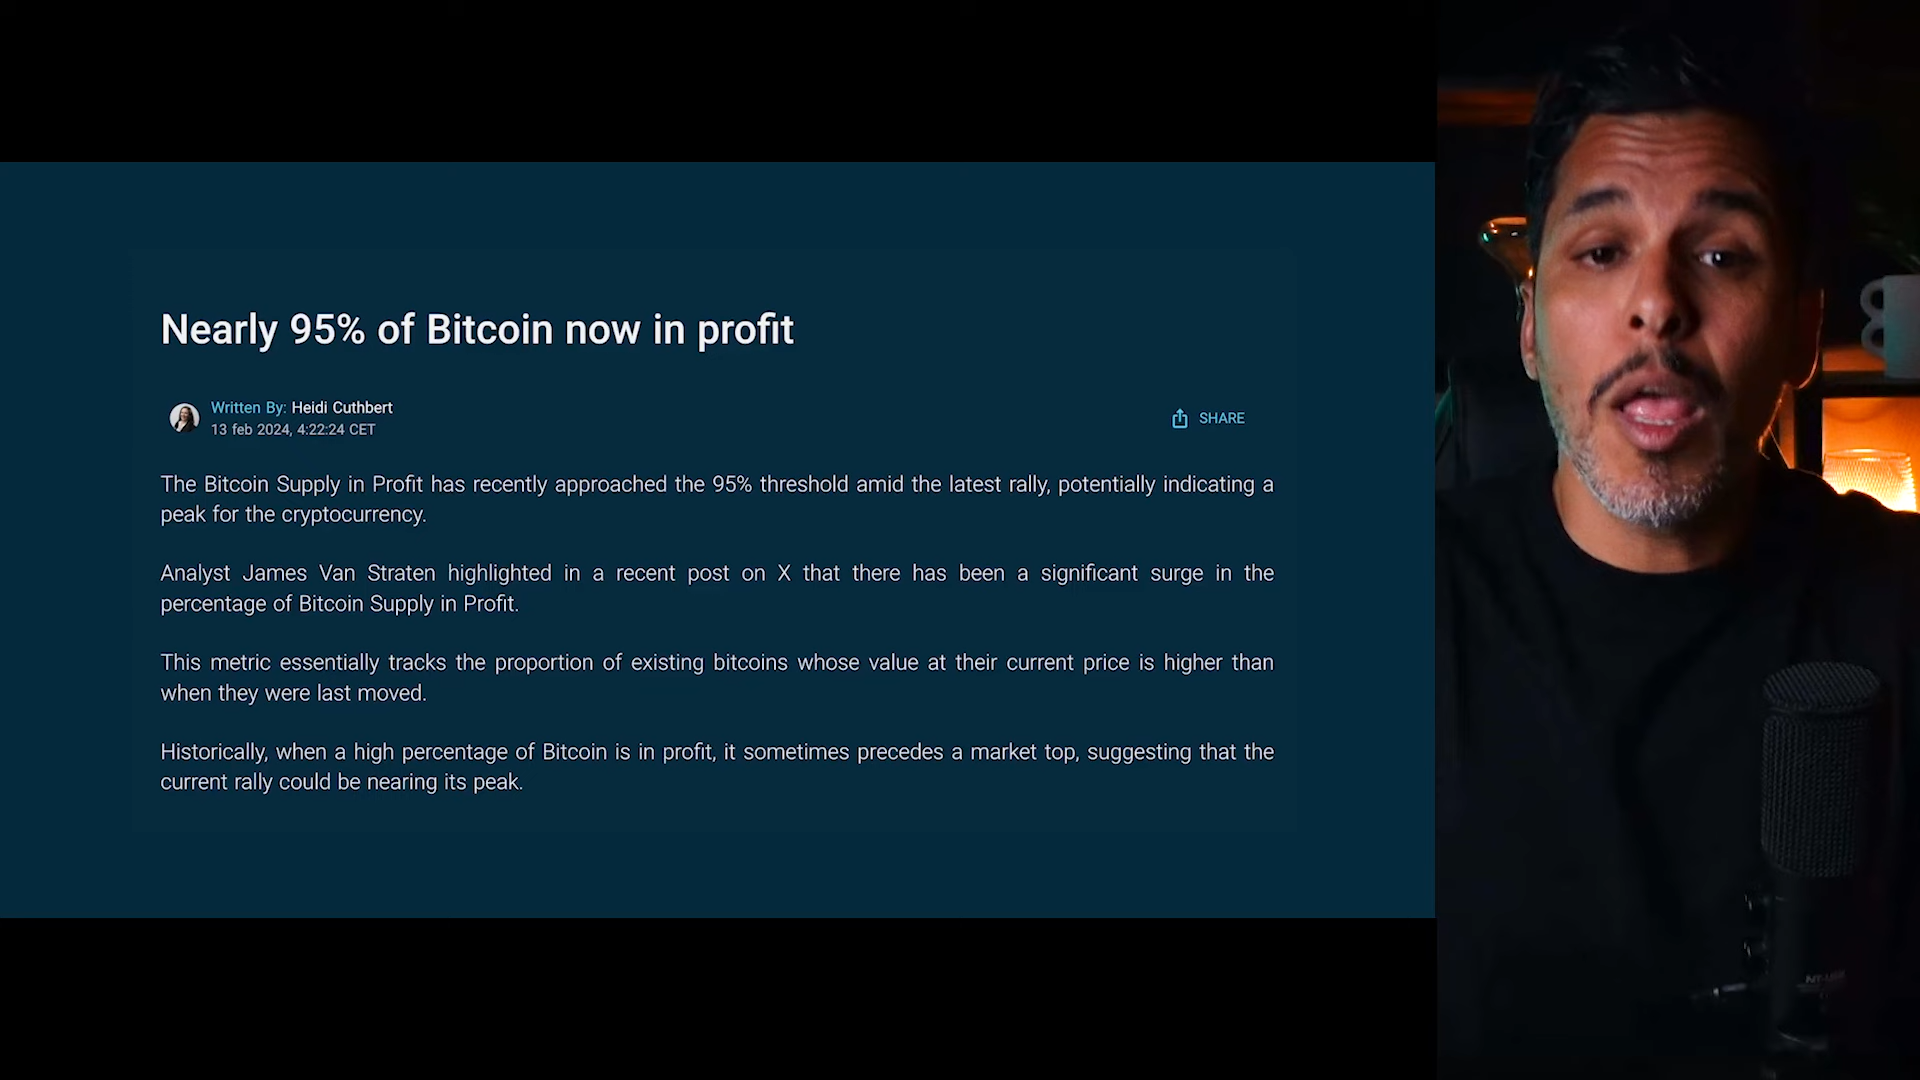 Nearly 95% of Bitcoin now in profit
Written By: Heidi Cuthbert
13 feb 2024, 4:22:24 CET
SHARE
The Bitcoin Supply in Profit has recently approached the 95% threshold amid the latest rally, potentially indicating a
peak for the cryptocurrency.
Analyst James Van Straten highlighted in a recent post on X that there has been a significant surge in the
percentage of Bitcoin Supply in Profit.
This metric essentially tracks the proportion of existing bitcoins whose value at their current price is higher than
when they were last moved.
Historically, when a high percentage of Bitcoin is in profit, it sometimes precedes a market top, suggesting that the
current rally could be nearing its peak.
NT-USB